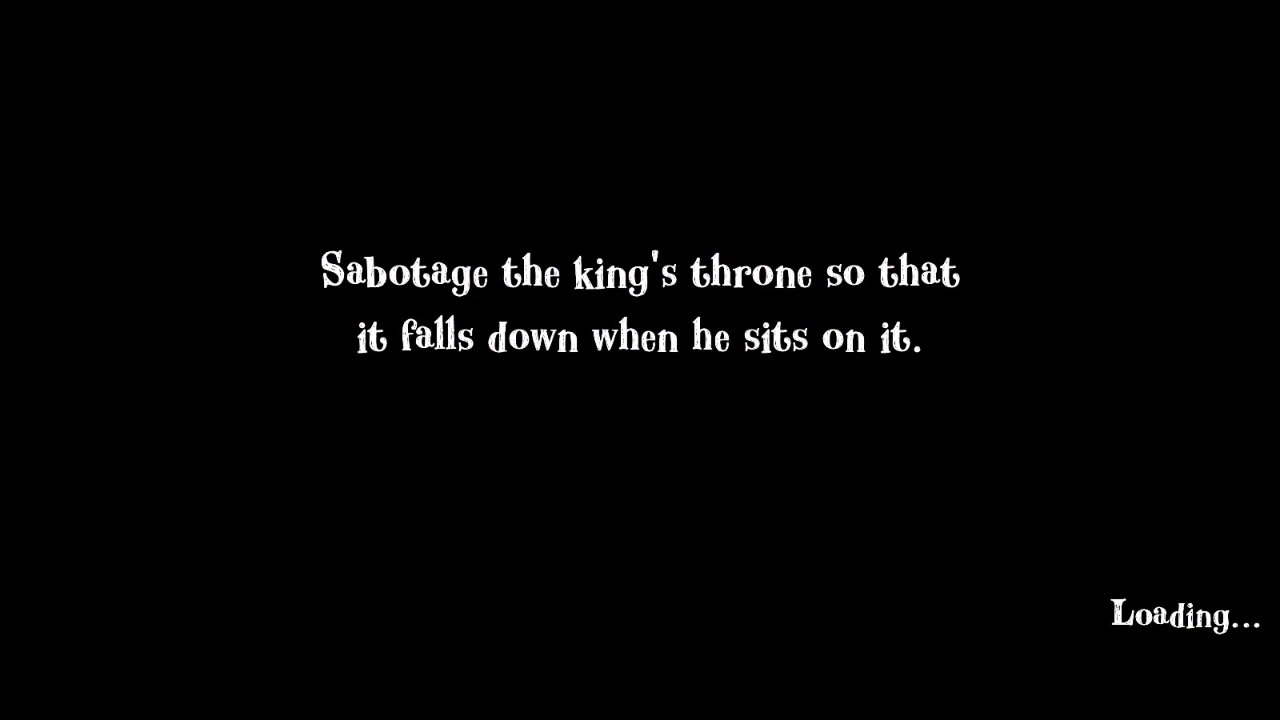 Sabotage the king's throne so that
it falls down when he sits on it.
Loading...